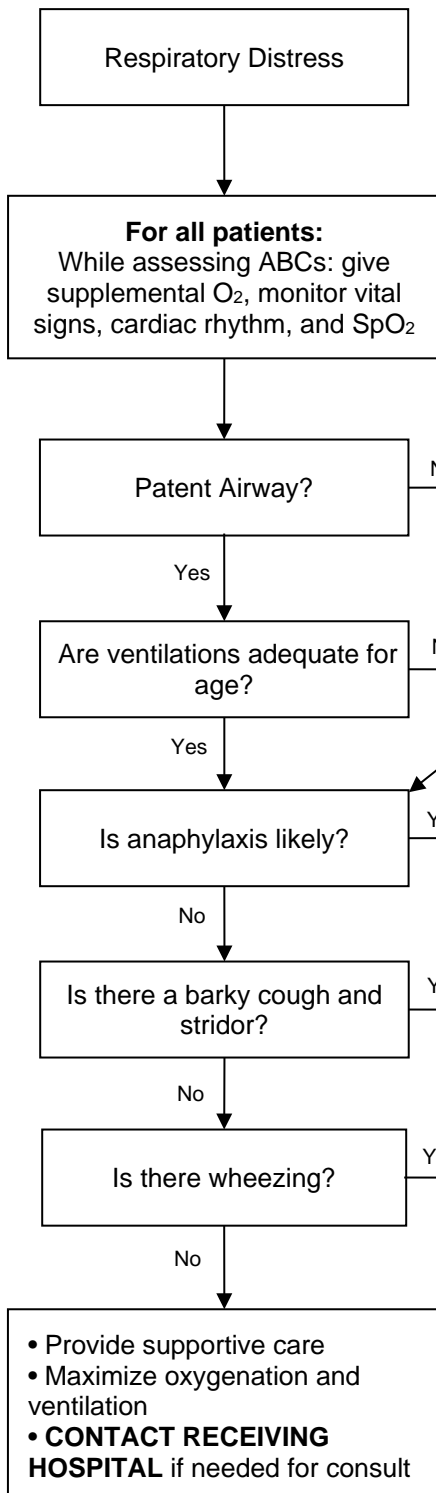 Respiratory Distress
For all patients:
While assessing ABCs: give
supplemental O₂, monitor vital
signs, cardiac rhythm, and SpO₂
Patent Airway?
Yes
Are ventilations adequate for
age?
Yes
Is anaphylaxis likely?
No
Is there a barky cough and
stridor?
No
Is there wheezing?
No
• Provide supportive care
• Maximize oxygenation and
ventilation
• CONTACT RECEIVING
HOSPITAL if needed for consult